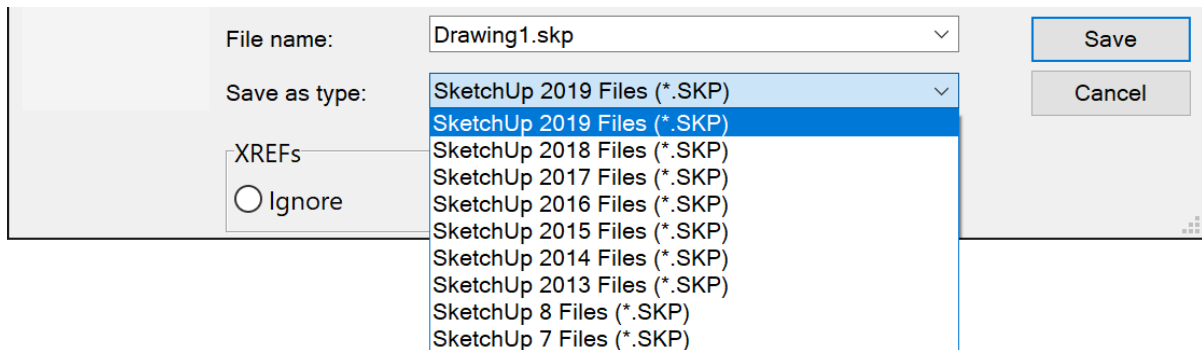 File name:
Drawing1.skp
Save
Save as type:
SketchUp 2019 Files (*.SKP)
Cancel
SketchUp 2019 Files (*.SKP)
XREFs
SketchUp 2018 Files (*.SKP)
SketchUp 2017 Files (*.SKP)
Ignore
SketchUp 2016 Files (*.SKP)
SketchUp 2015 Files (*.SKP)
SketchUp 2014 Files (*.SKP)
SketchUp 2013 Files (*.SKP)
SketchUp 8 Files (*.SKP)
SketchUp 7 Files (*.SKP)